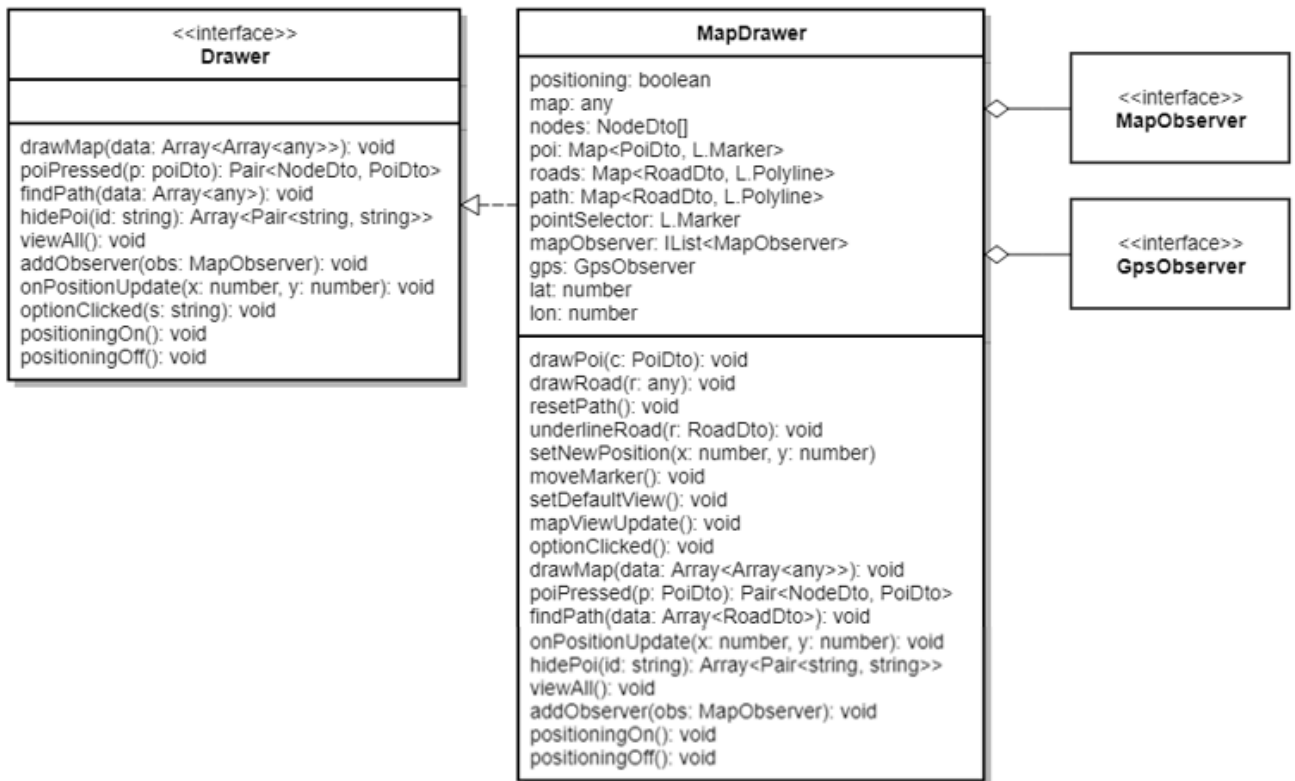 <<interface>>
Drawer
drawMap(data: Array<Array<any>>): void
poiPressed(p: poiDto): Pair<NodeDto, PoiDto>
findPath(data: Array<any>): void
hidePoi(id: string): Array<Pair<string, string>>
viewAll(): void
addObserver(obs: MapObserver): void
onPositionUpdate(x: number, y: number): void
optionClicked(s: string): void
positioningOn(): void
positioningOff(): void
MapDrawer
positioning: boolean
map: any
nodes: NodeDto[]
poi: Map<PoiDto, L.Marker>
roads: Map<RoadDto, L.Polyline>
path: Map<RoadDto, L.Polyline>
pointSelector: L.Marker
mapObserver: IList<MapObserver>
gps: GpsObserver
lat: number
lon: number
drawPoi(c: PoiDto): void
drawRoad(r: any): void
resetPath(): void
underlineRoad(r: RoadDto): void
setNewPosition(x: number, y: number)
moveMarker(): void
setDefaultView(): void
mapViewUpdate(): void
optionClicked(): void
drawMap(data: Array<Array<any>>): void
poiPressed(p: PoiDto): Pair<NodeDto, PoiDto>
findPath(data: Array<RoadDto>): void
onPositionUpdate(x: number, y: number): void
hidePoi(id: string): Array<Pair<string, string>>
viewAll(): void
addObserver(obs: MapObserver): void
positioningOn(): void
positioningOff(): void
<<interface>>
MapObserver
<<interface>>
GpsObserver